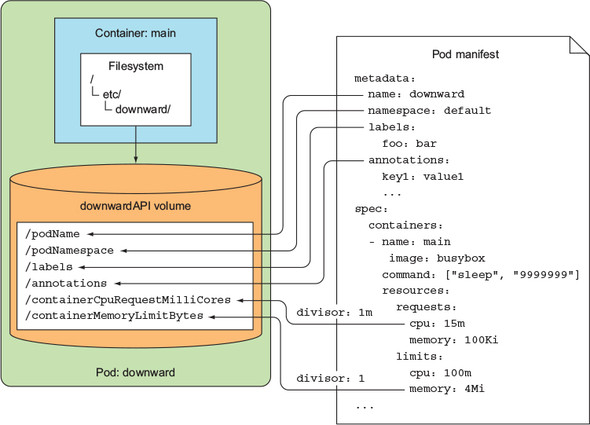 Container: main
Filesystem
/
etc/
downward/
downwardAPI volume
/podName
/podNamespace
/labels
/annotations
/containerCpuRequestMilliCores
/containerMemoryLimitBytes
Pod: downward
divisor: 1m
divisor: 1
Pod manifest
metadata:
name: downward
namespace: default
labels:
foo: bar
annotations:
key1: value1
...
spec:
containers:
- name: main
image: busybox
command: ["sleep", "9999999"]
resources:
requests:
cpu: 15m
memory: 100Ki
limits:
cpu: 100m
memory: 4Mi
...